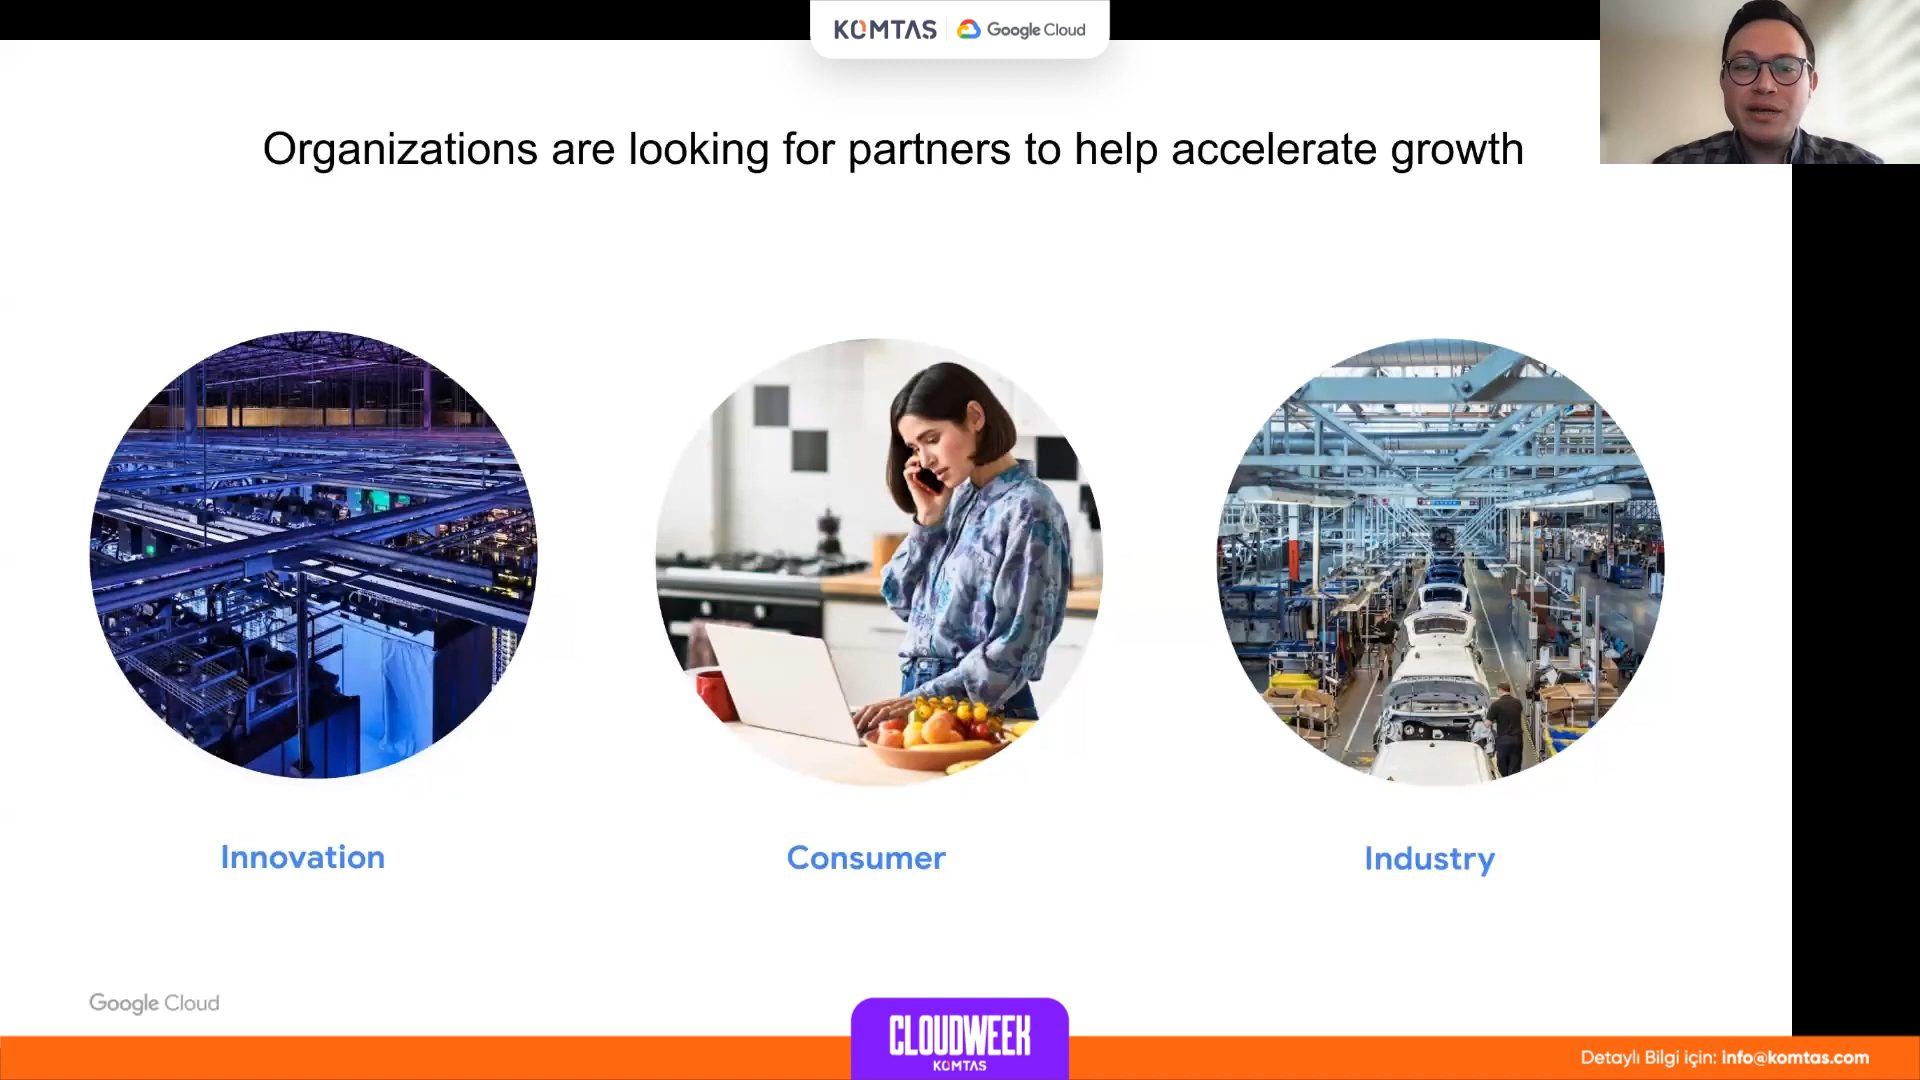 KOMTAS Google Cloud
Organizations are looking for partners to help accelerate growth
Innovation
Consumer
Industry
Google Cloud
CLOUDWEEK
KOMTAS
Detaylı Bilgi için: info@komtas.com